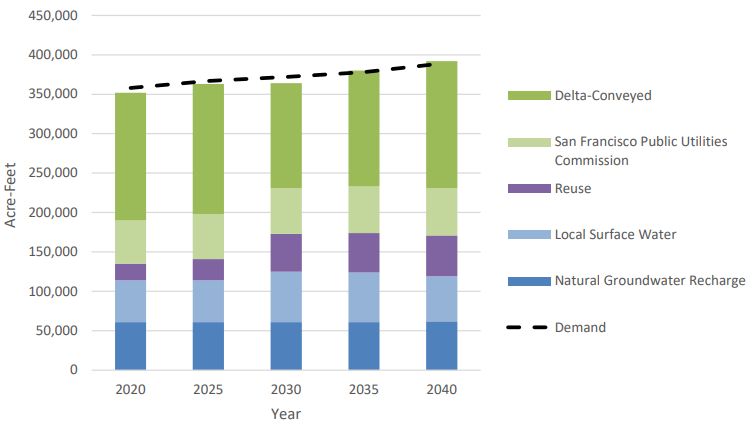 450,000
400,000
350,000
300,000
250,000
200,000
150,000
100,000
50,000
0
Acre-Feet
2020 2025 2030 2035 2040
Year
Delta-Conveyed
San Francisco Public Utilities
Commission
Reuse
Local Surface Water
Natural Groundwater Recharge
Demand